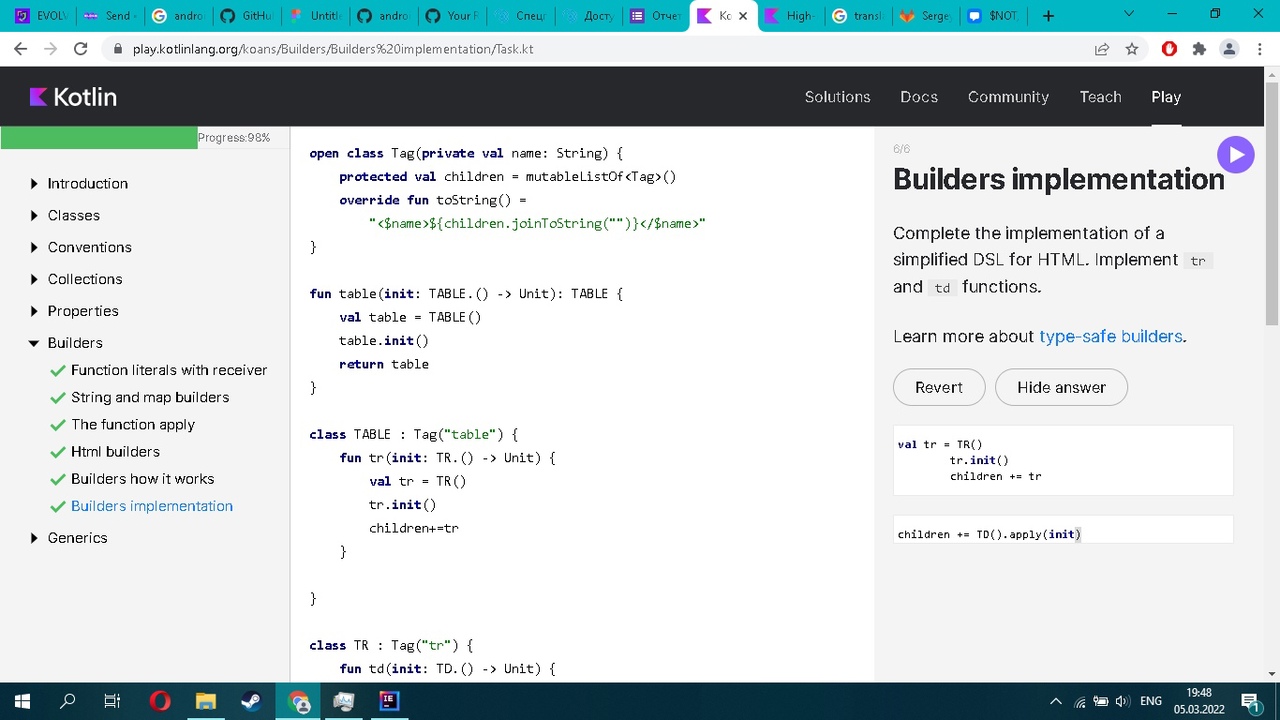 EVOL
Send
andro
GitHu
Untitle
andro
Your R
Спец
Досту
Отчет
Ko
High-
transl
Serge
$NOT
play.kotlinlang.org/koans/Builders/Builders%20implementation/Task.kt
Kotlin
Solutions Docs Community Teach Play
Progress:98%
Introduction
Classes
Conventions
Collections
Properties
Builders
Function literals with receiver
String and map builders
The function apply
Html builders
Builders how it works
Builders implementation
Generics
open class Tag(private val name: String) {
protected val children = mutableListOf<Tag>()
override fun toString() =
"<$name>${children.joinToString("")}</$name>"
}
fun table(init: TABLE.() -> Unit): TABLE {
val table = TABLE()
table.init()
return table
}
class TABLE : Tag("table") {
fun tr(init: TR.() -> Unit) {
val tr = TR()
tr.init()
children+=tr
}
}
class TR : Tag("tr") {
fun td(init: TD.() -> Unit) {
6/6
Builders implementation
Complete the implementation of a
simplified DSL for HTML. Implement tr
and td functions.
Learn more about type-safe builders.
Revert Hide answer
val tr = TR()
tr.init()
children += tr
children += TD().apply(init)
ENG
19:48
05.03.2022
1